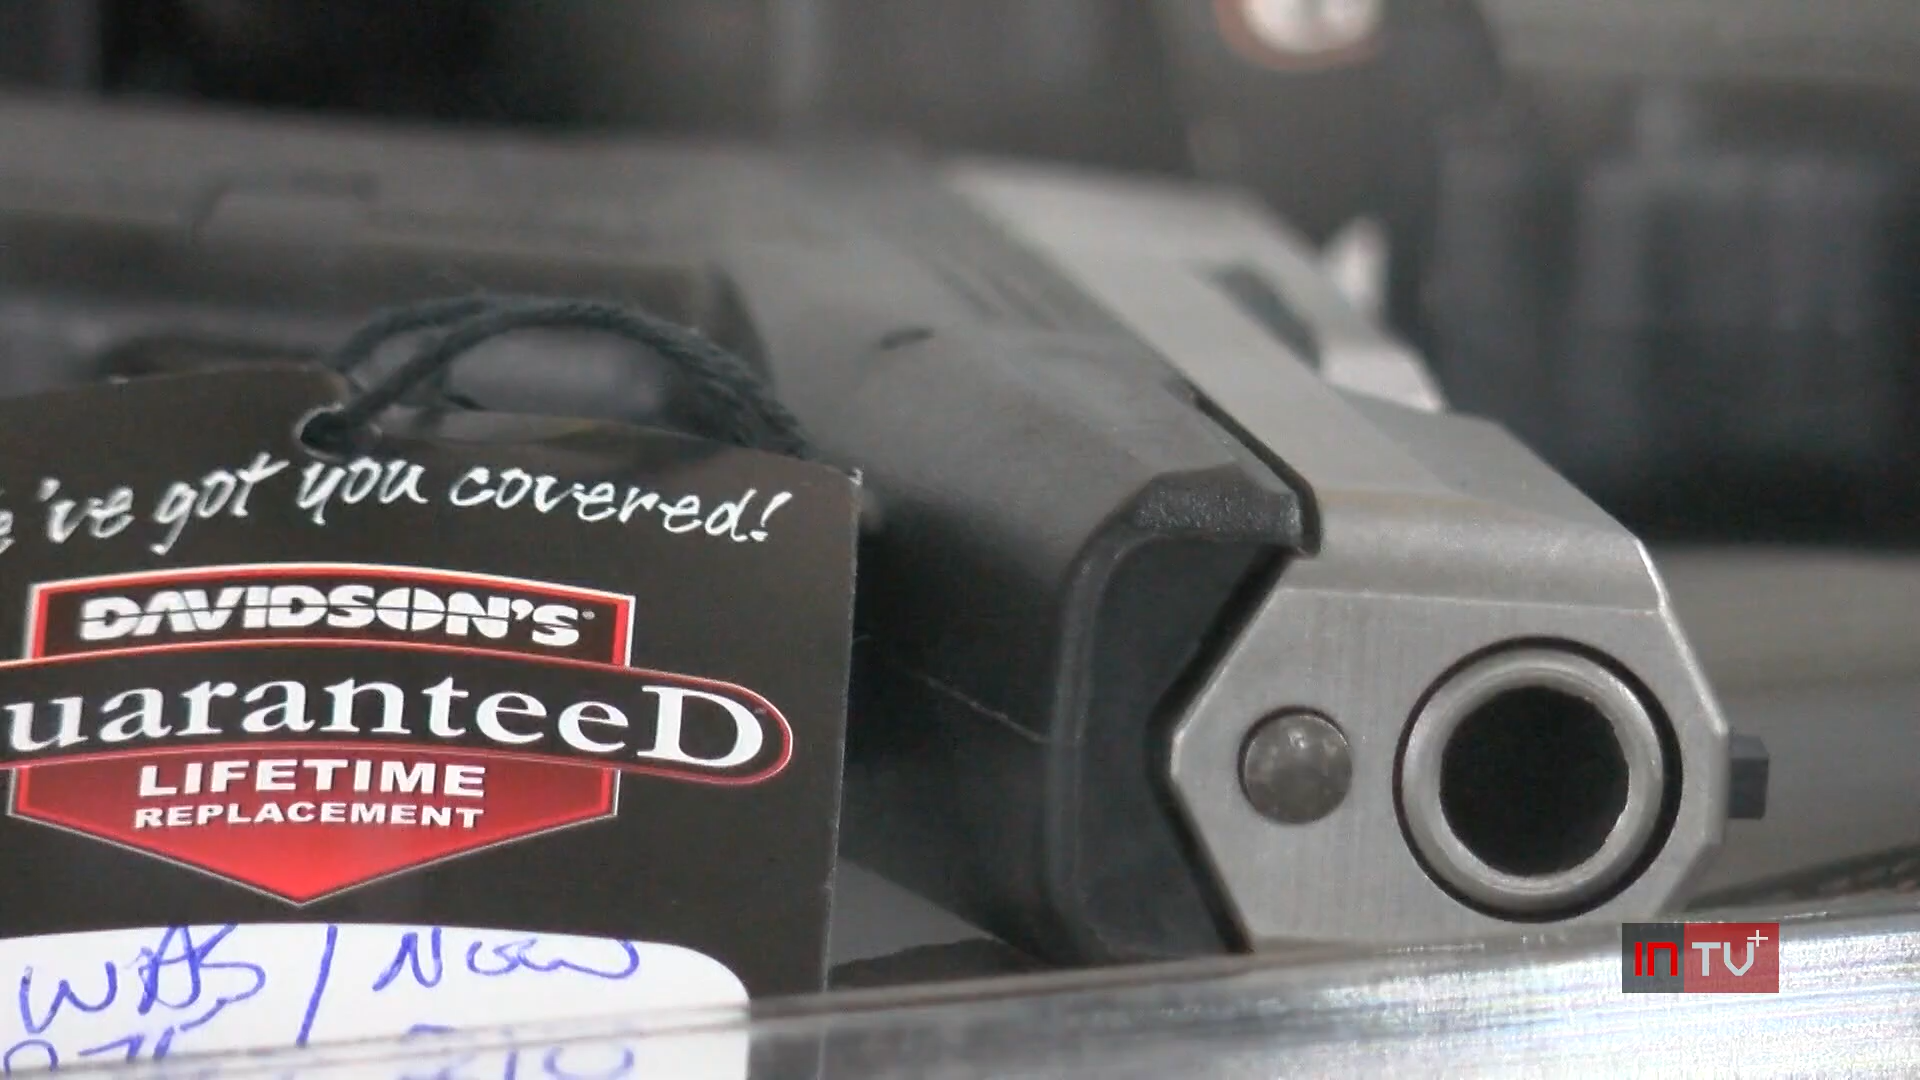 've got you covered!
DAVIDSON'S
uaranteeD
LIFETIME
REPLACEMENT
WAS / NOW
inTV+